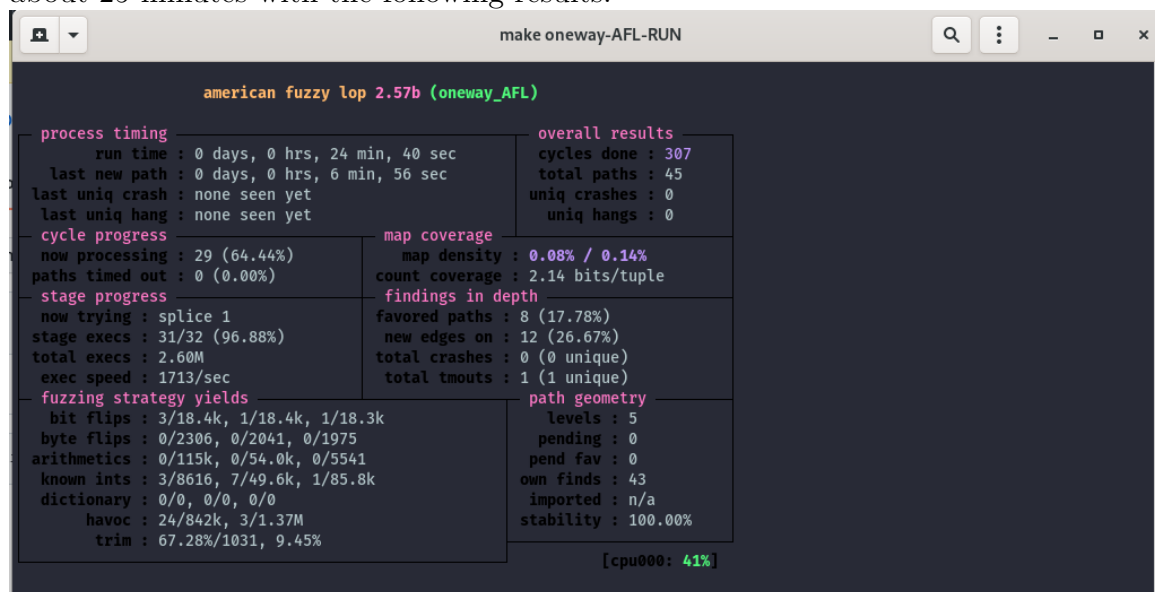 about 25 minutes with the following results:
make oneway-AFL-RUN
american fuzzy lop 2.57b (oneway_AFL)
process timing overall results
run time : 0 days, 0 hrs, 24 min, 40 sec cycles done : 307
last new path : 0 days, 0 hrs, 6 min, 56 sec total paths : 45
last uniq crash : none seen yet uniq crashes : 0
last uniq hang : none seen yet uniq hangs : 0
cycle progress map coverage
now processing : 29 (64.44%) map density : 0.08% / 0.14%
paths timed out : 0 (0.00%) count coverage : 2.14 bits/tuple
stage progress findings in depth
now trying : splice 1 favored paths : 8 (17.78%)
stage execs : 31/32 (96.88%) new edges on : 12 (26.67%)
total execs : 2.60M total crashes : 0 (0 unique)
exec speed : 1713/sec total tmouts : 1 (1 unique)
fuzzing strategy yields path geometry
bit flips : 3/18.4k, 1/18.4k, 1/18.3k levels : 5
byte flips : 0/2306, 0/2041, 0/1975 pending : 0
arithmetics : 0/115k, 0/54.0k, 0/5541 pend fav : 0
known ints : 3/8616, 7/49.6k, 1/85.8k own finds : 43
dictionary : 0/0, 0/0, 0/0 imported : n/a
havoc : 24/842k, 3/1.37M stability : 100.00%
trim : 67.28%/1031, 9.45%
[cpu000: 41%]